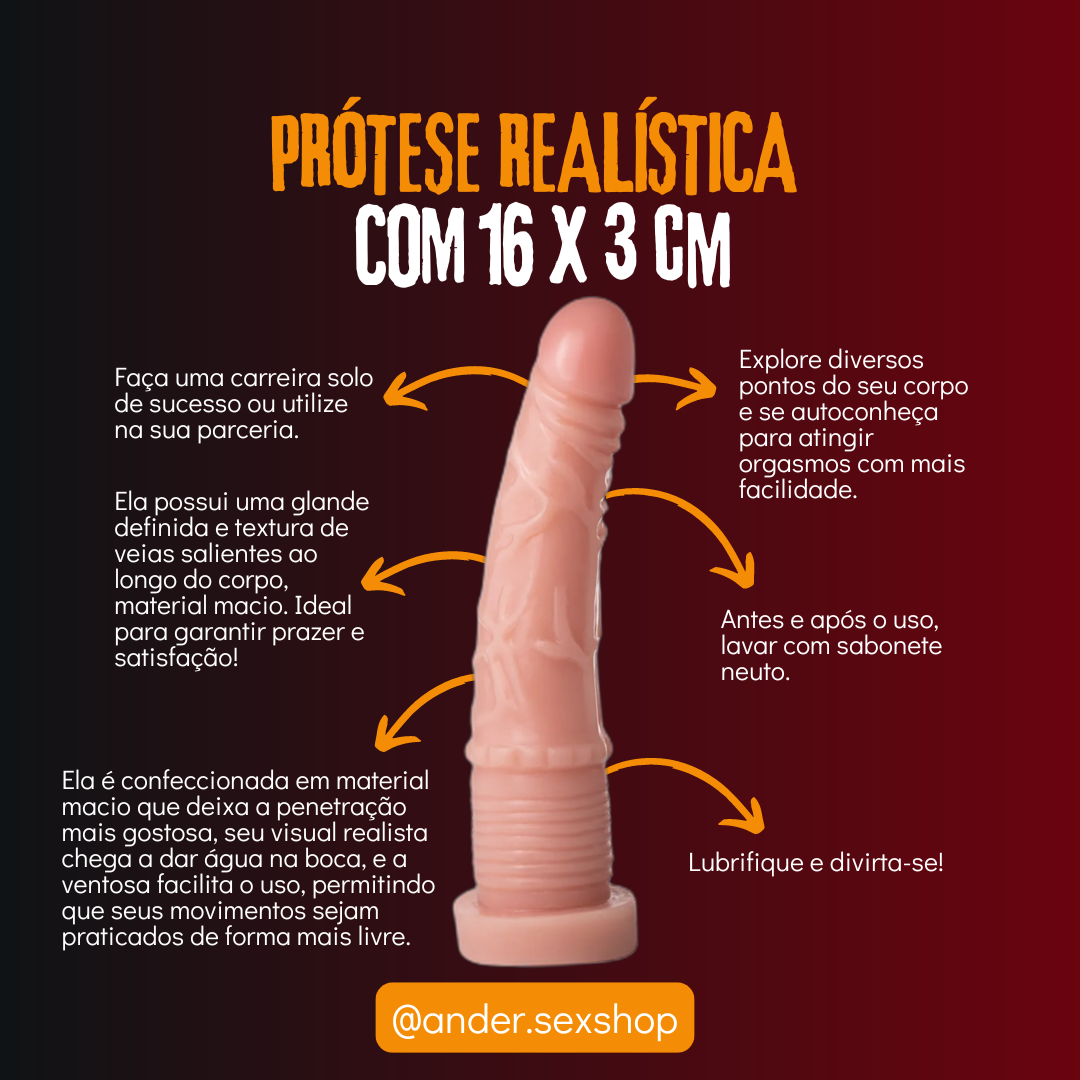 PRÓTESE REALÍSTICA
COM 16 X 3 CM
Faça uma carreira solo
de sucesso ou utilize
na sua parceria.
Explore diversos
pontos do seu corpo
e se autoconheça
para atingir
orgasmos com mais
facilidade.
Ela possui uma glande
definida e textura de
veias salientes ao
longo do corpo,
material macio. Ideal
para garantir prazer e
satisfação!
Antes e após o uso,
lavar com sabonete
neuto.
Ela é confeccionada em material
macio que deixa a penetração
mais gostosa, seu visual realista
chega a dar água na boca, e a
ventosa facilita o uso, permitindo
que seus movimentos sejam
praticados de forma mais livre.
Lubrifique e divirta-se!
@ander.sexshop